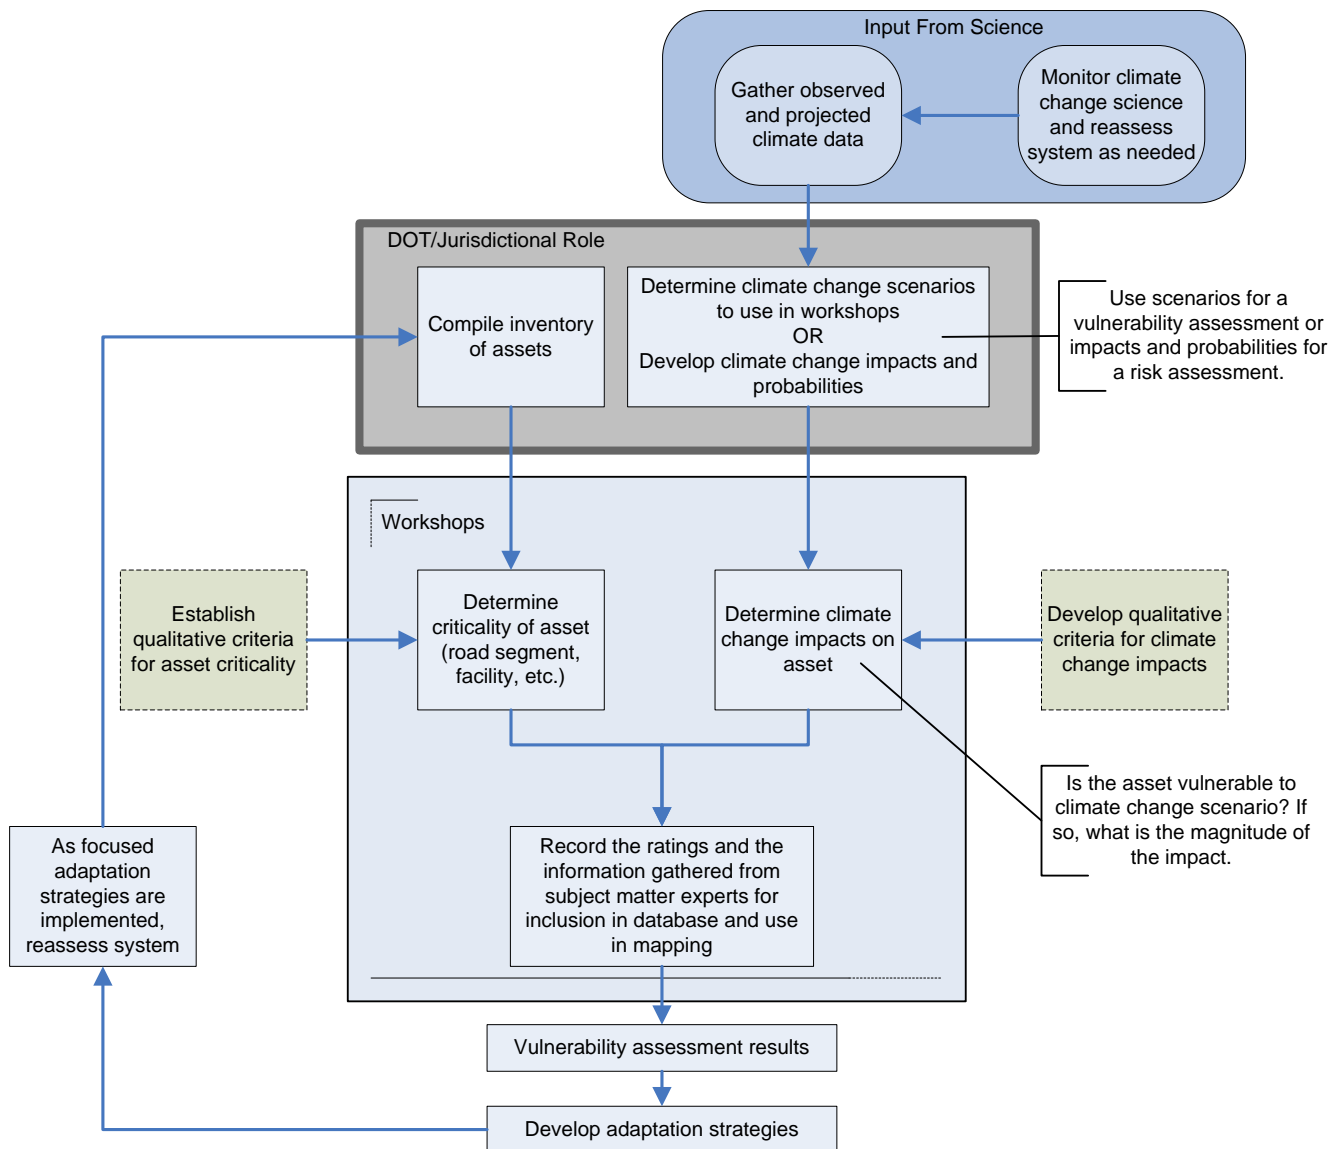 Input From Science
Gather observed
and projected
climate data
Monitor climate
change science
and reassess
system as needed
DOT/Jurisdictional Role
Compile inventory
of assets
Determine climate change scenarios
to use in workshops
OR
Develop climate change impacts and
probabilities
Use scenarios for a
vulnerability assessment or
impacts and probabilities for
a risk assessment.
Workshops
Establish
qualitative criteria
for asset criticality
Determine
criticality of asset
(road segment,
facility, etc.)
Determine climate
change impacts on
asset
Develop qualitative
criteria for climate
change impacts
Is the asset vulnerable to
climate change scenario? If
so, what is the magnitude of
the impact.
As focused
adaptation
strategies are
implemented,
reassess system
Record the ratings and the
information gathered from
subject matter experts for
inclusion in database and use
in mapping
Vulnerability assessment results
Develop adaptation strategies